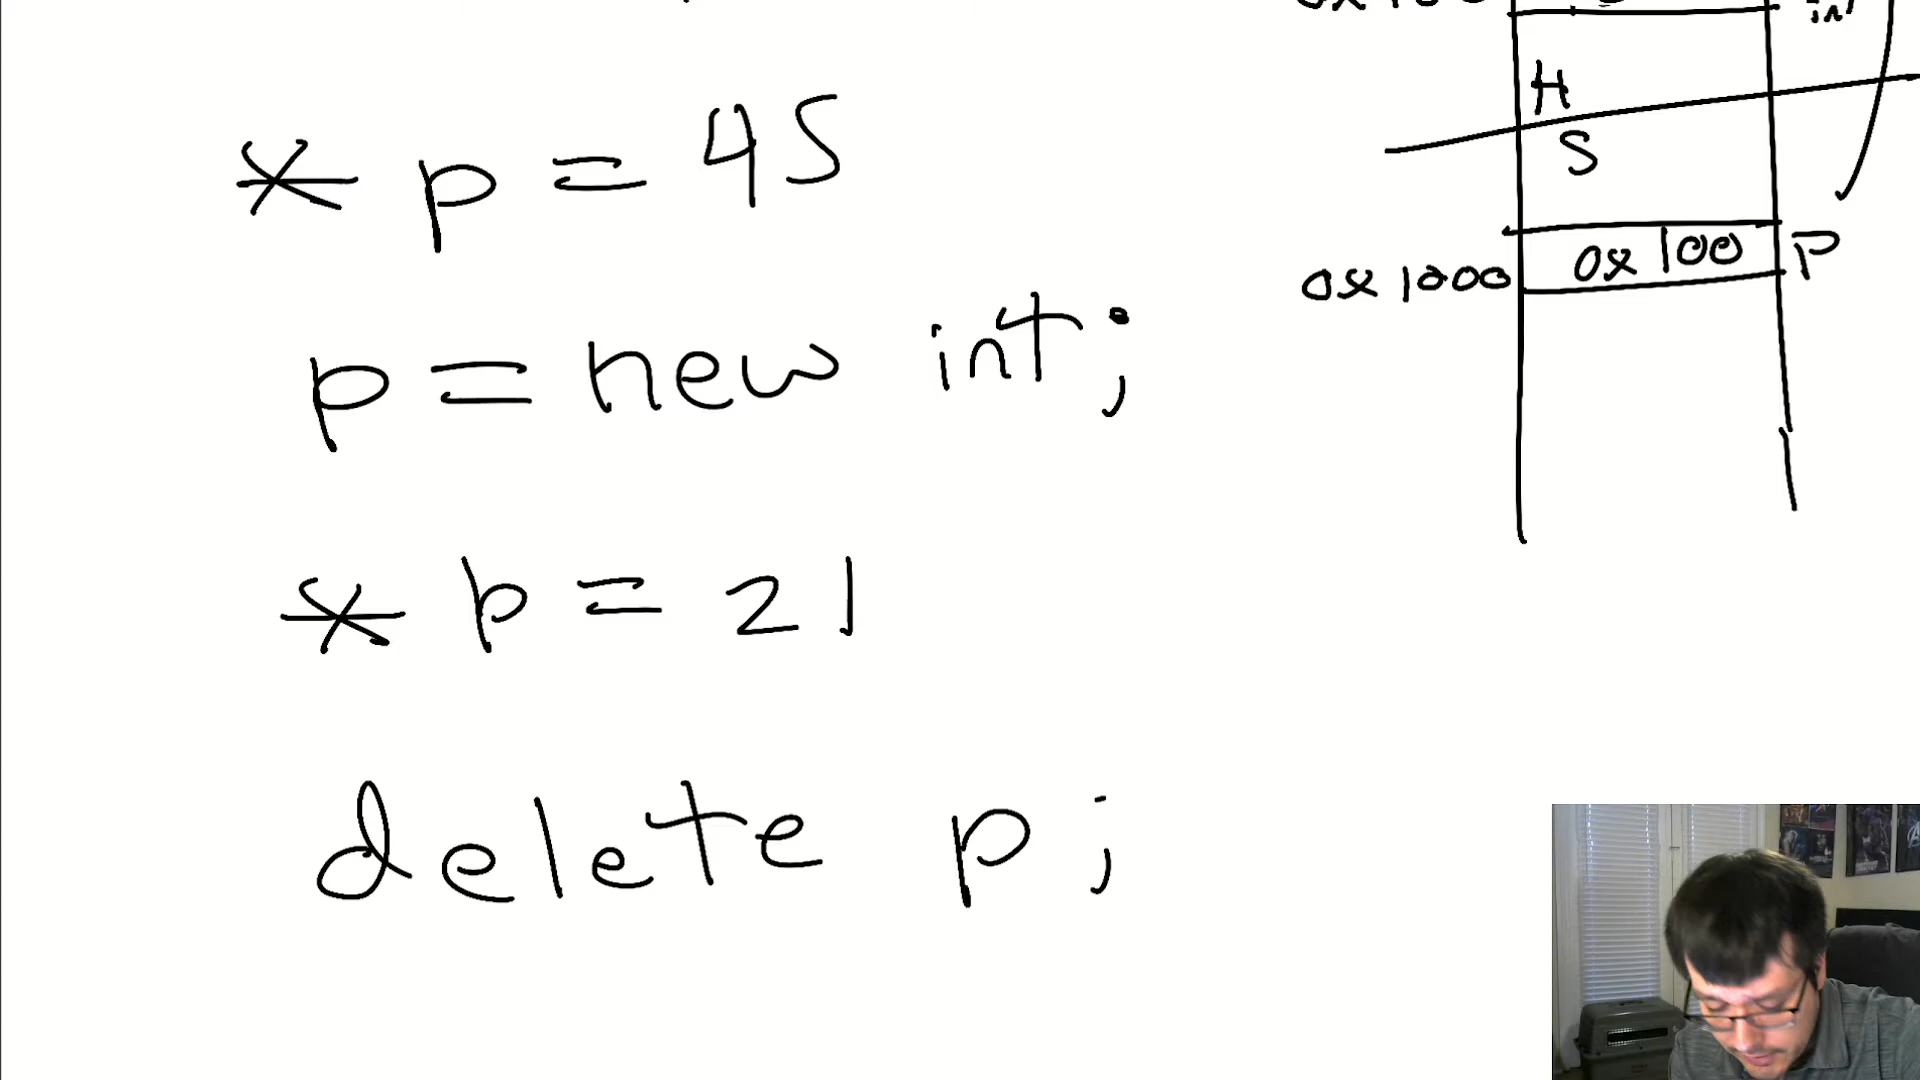 * p = 45
p = new int;
* p = 21
delete p;
H
S
0x1000 0x100 P